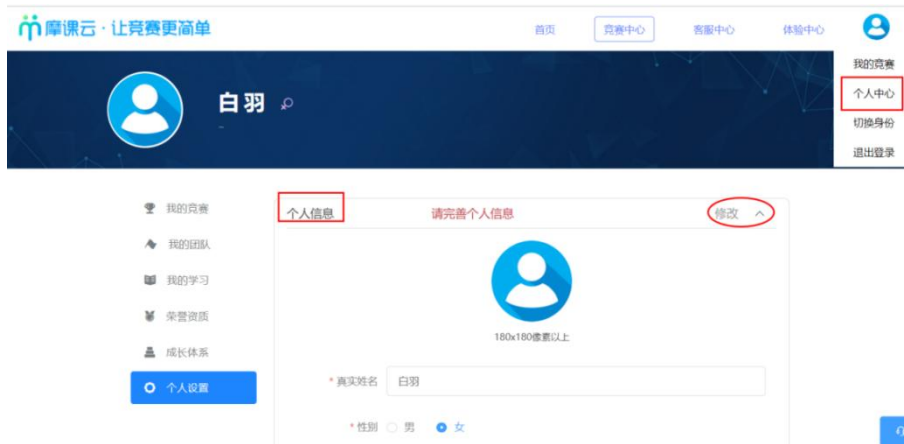 摩课云·让竞赛更简单
首页 竞赛中心 客服中心 体验中心
我的竞赛
个人中心
切换身份
退出登录
白羽
-
我的竞赛
我的团队
我的学习
荣誉资质
成长体系
个人设置
个人信息 请完善个人信息 修改
180x180像素以上
* 真实姓名 白羽
* 性别 男 女